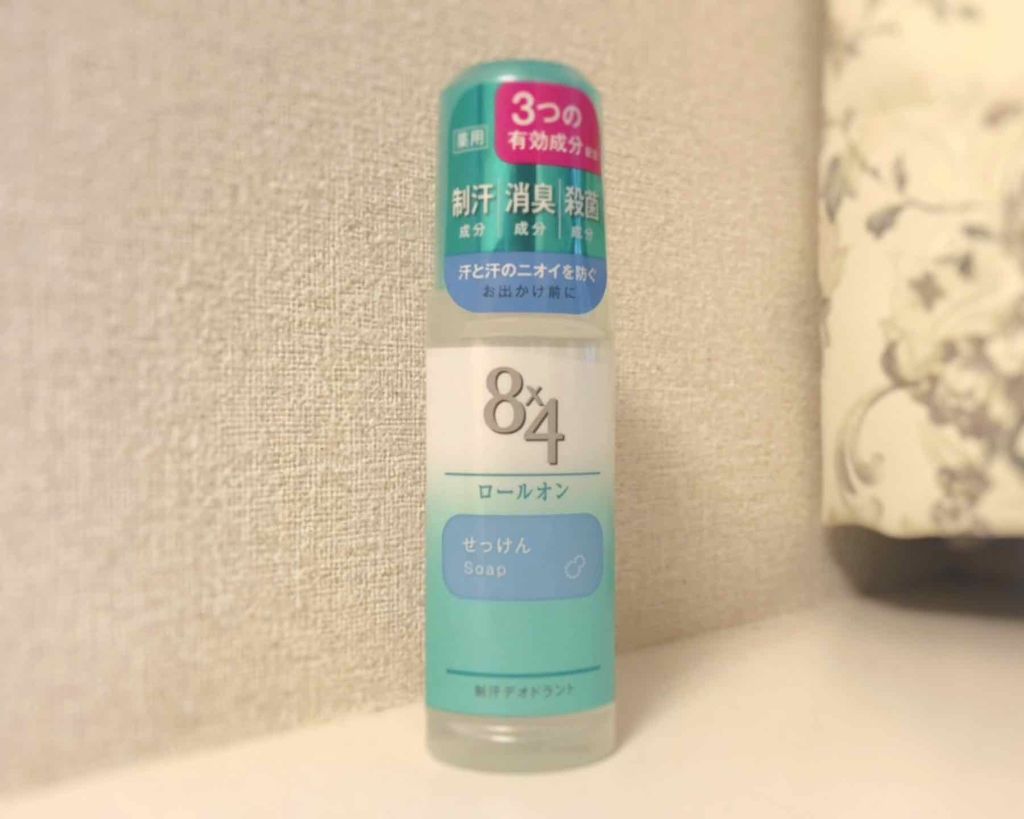 3つの
薬用
有効成分配合
制汗 消臭 殺菌
成分 成分 成分
汗と汗のニオイを防ぐ
お出かけ前に
8x4
ロールオン
せっけん
Soap
制汗デオドラント